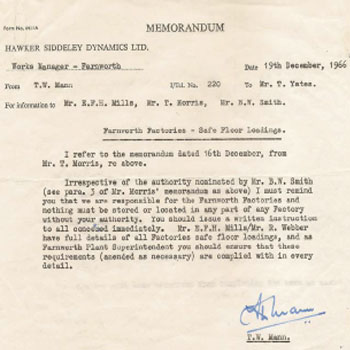 Form No. 601A
MEMORANDUM
HAWKER SIDDELEY DYNAMICS LTD.
Works Manager - Farnworth Date 19th December, 1966
From T.W. Mann I/Tel. No. 220 To Mr. T. Yates.
For information to Mr. E.F.H. Mills, Mr. T. Morris, Mr. B.W. Smith.
Farnworth Factories - Safe Floor Loadings.
I refer to the memorandum dated 16th December, from
Mr. T. Morris, re above.
Irrespective of the authority nominated by Mr. B.W. Smith
(see para. 5 of Mr. Morris' memorandum as above) I must remind
you that we are responsible for the Farnworth Factories and
nothing must be stored or located in any part of any Factory
without your authority. You should issue a written instruction
to all concerned immediately. Mr. E.F.H. Mills/Mr. R. Webber
have full details of all Factories safe floor loadings, and as
Farnworth Plant Superintendent you should ensure that these
requirements (amended as necessary) are complied with in every
detail.
T.W. Mann.